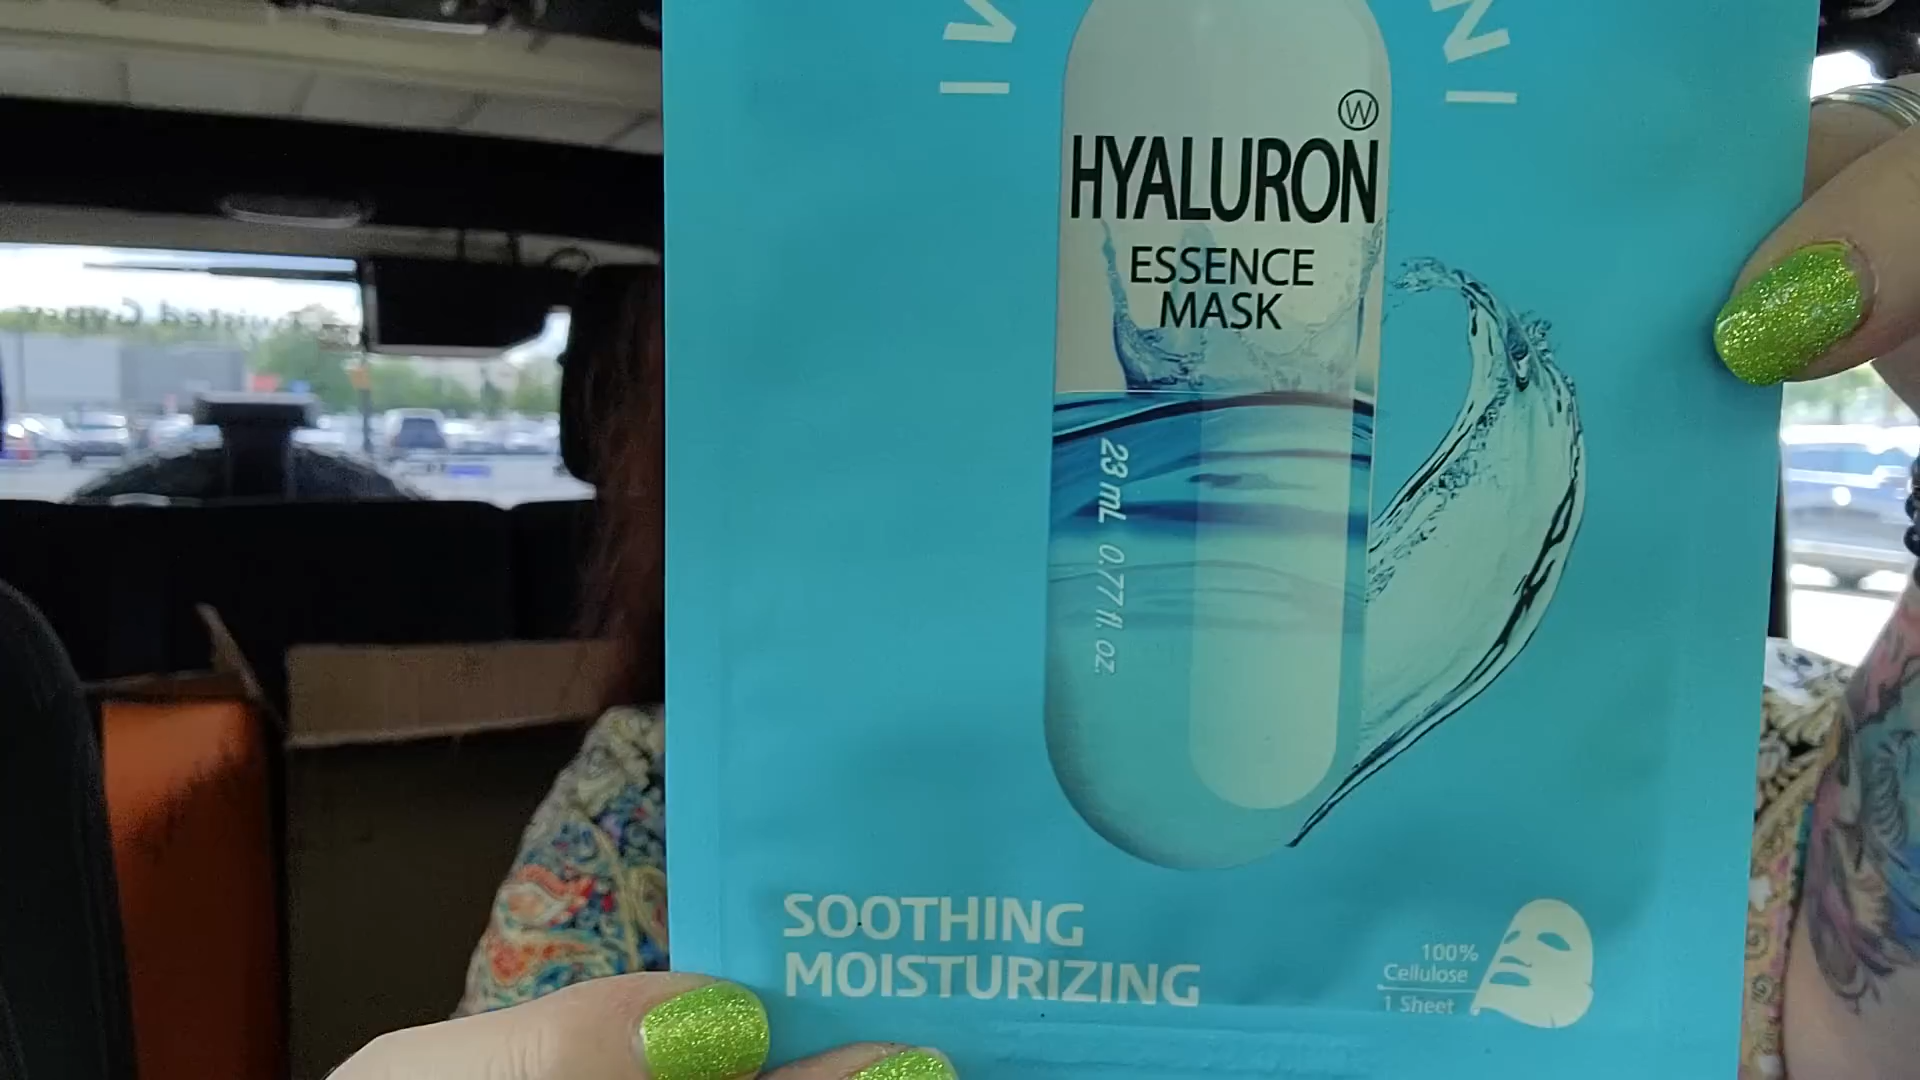 W
HYALURON
ESSENCE
MASK
23 mL 0.77 fl. oz.
SOOTHING
MOISTURIZING
100%
Cellulose
1 Sheet